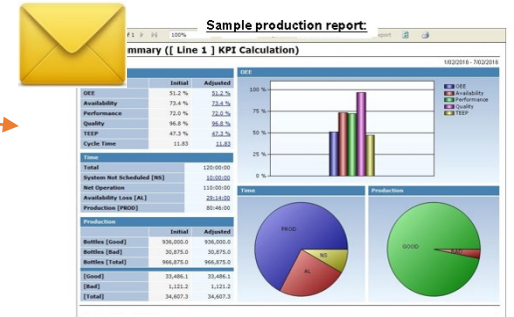 Sample production report:
of 1 100% port
mmary ([ Line 1 ] KPI Calculation)
1/02/2016 - 7/02/2016
Initial Adjusted
OEE 51.2 % 51.2 %
Availability 73.4 % 73.4 %
Performance 72.0 % 72.0 %
Quality 96.8 % 96.8 %
TEEP 47.3 % 47.3 %
Cycle Time 11.83 11.83
Time
Total 120:00:00
System Not Scheduled [NS] 10:00:00
Net Operation 110:00:00
Availability Loss [AL] 29:14:00
Production [PROD] 80:46:00
Production
Initial Adjusted
Bottles [Good] 936,000.0 936,000.0
Bottles [Bad] 30,875.0 30,875.0
Bottles [Total] 966,875.0 966,875.0
[Good] 33,486.1 33,486.1
[Bad] 1,121.2 1,121.2
[Total] 34,607.3 34,607.3
OEE
100 %
75 %
50 %
25 %
0 %
OEE
Availability
Performance
Quality
TEEP
Time
PROD
NS
AL
Production
GOOD
BAD